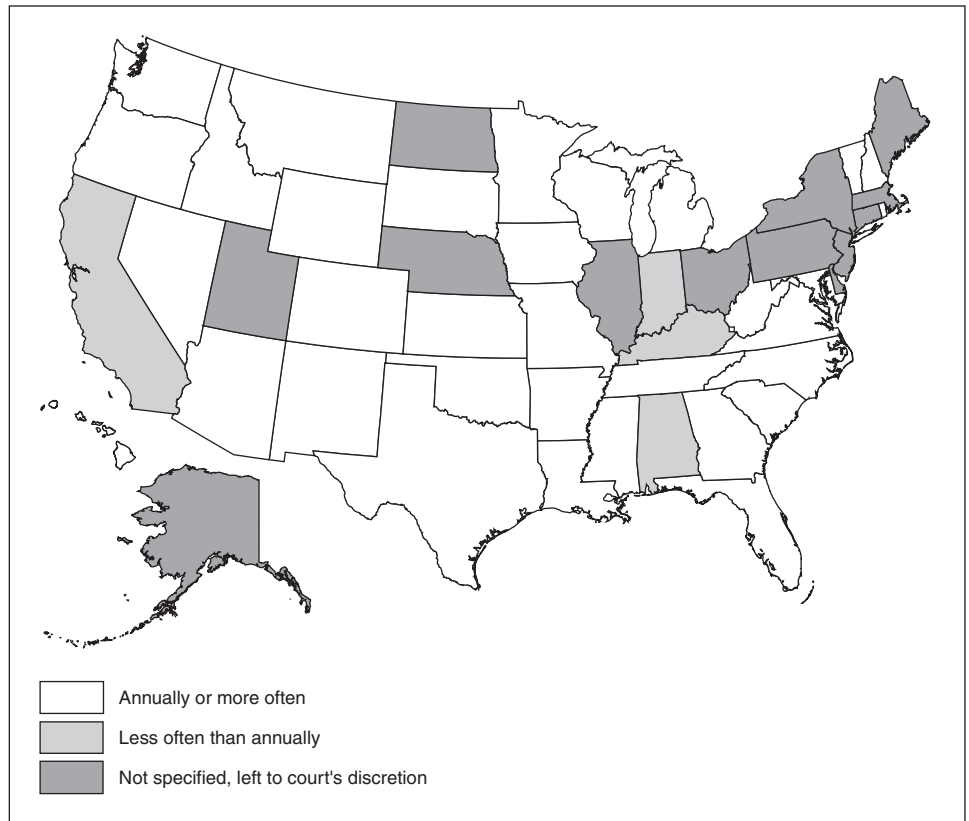 Annually or more often
Less often than annually
Not specified, left to court's discretion